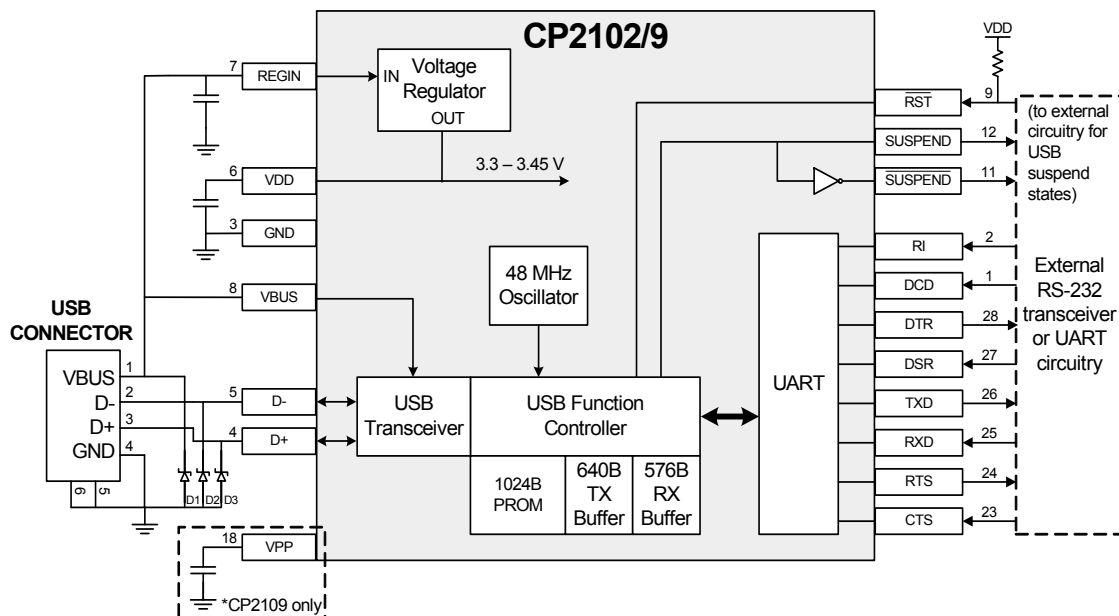 CP2102/9
VDD
7
REGIN
IN
Voltage
Regulator
OUT
RST
9
(to external
circuitry for
USB
suspend
states)
SUSPEND
12
6
VDD
3.3 – 3.45 V
SUSPEND
11
3
GND
RI
2
48 MHz
Oscillator
DCD
1
External
RS-232
transceiver
or UART
circuitry
8
VBUS
USB
CONNECTOR
DTR
28
VBUS
1
D-
2
D+
3
GND
4
6
5
D1
D2
D3
DSR
27
UART
5
D-
4
D+
USB
Transceiver
USB Function
Controller
TXD
26
RXD
25
1024B
PROM
640B
TX
Buffer
576B
RX
Buffer
RTS
24
CTS
23
18
VPP
*CP2109 only